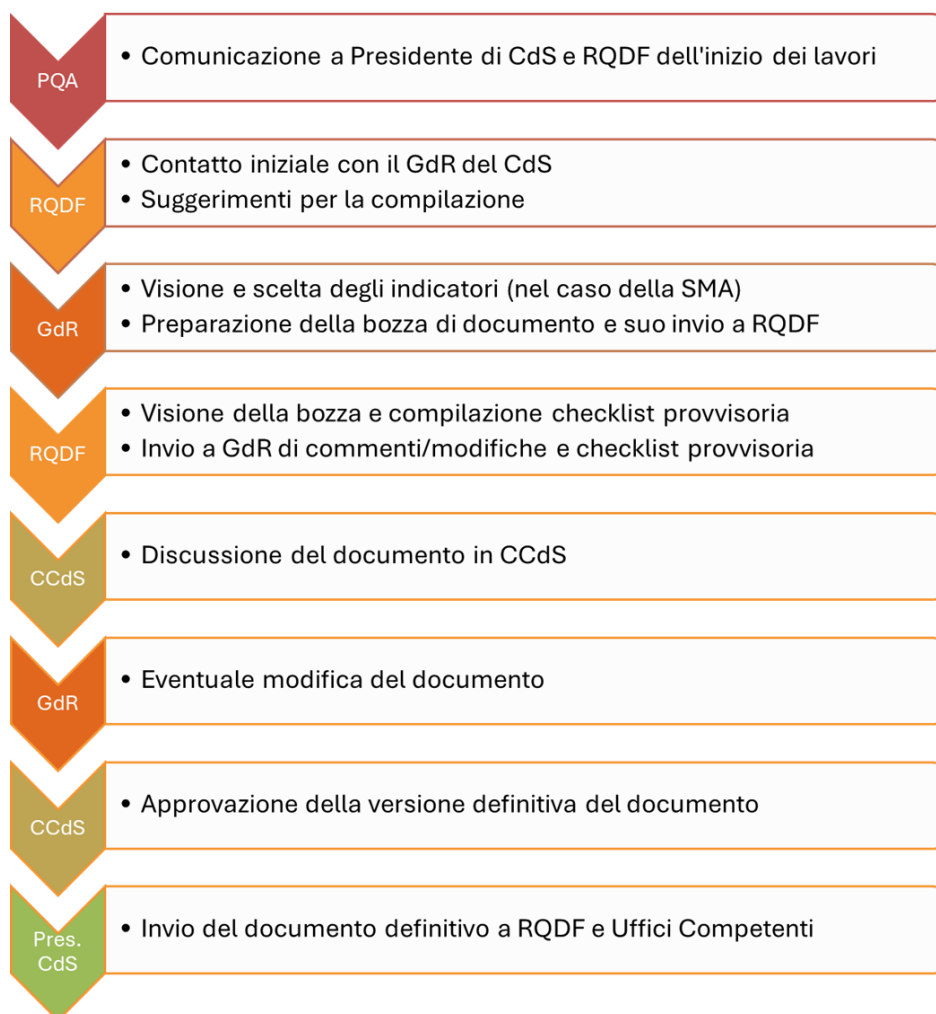 PQA
• Comunicazione a Presidente di CdS e RQDF dell'inizio dei lavori
RQDF
• Contatto iniziale con il GdR del CdS
• Suggerimenti per la compilazione
GdR
• Visione e scelta degli indicatori (nel caso della SMA)
• Preparazione della bozza di documento e suo invio a RQDF
RQDF
• Visione della bozza e compilazione checklist provvisoria
• Invio a GdR di commenti/modifiche e checklist provvisoria
CCdS
• Discussione del documento in CCdS
GdR
• Eventuale modifica del documento
CCdS
• Approvazione della versione definitiva del documento
Pres.
CdS
• Invio del documento definitivo a RQDF e Uffici Competenti